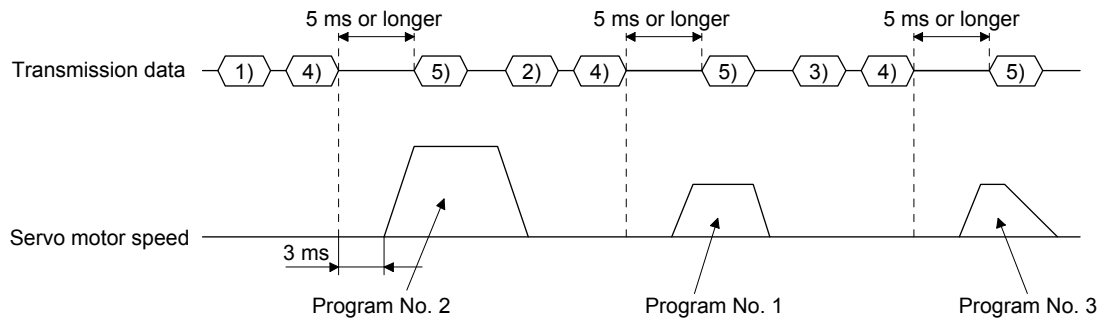 5 ms or longer 5 ms or longer 5 ms or longer
Transmission data 1) 4) 5) 2) 4) 5) 3) 4) 5)
Servo motor speed
3 ms
Program No. 2 Program No. 1 Program No. 3